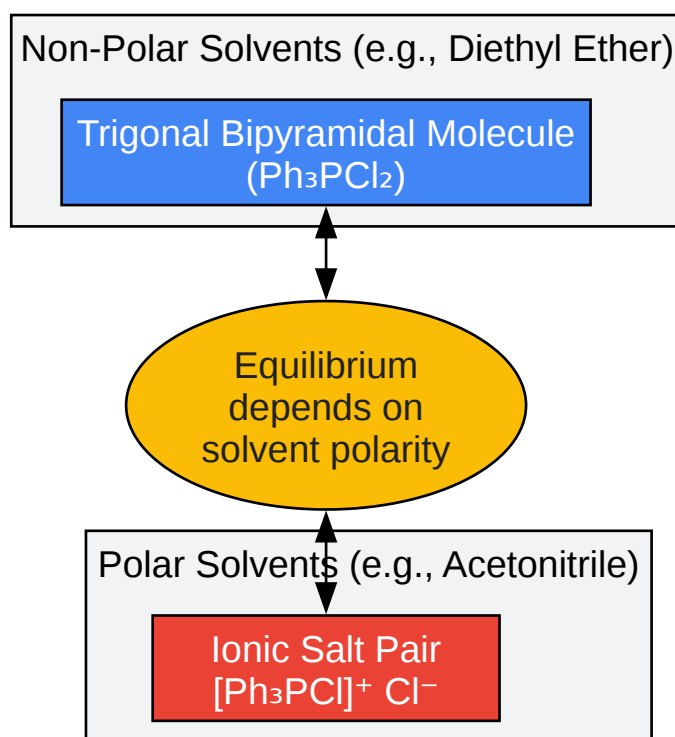 Non-Polar Solvents (e.g., Diethyl Ether)
Trigonal Bipyramidal Molecule
(Ph₃PCl₂)
Equilibrium
depends on
solvent polarity
Polar Solvents (e.g., Acetonitrile)
Ionic Salt Pair
[Ph₃PCl]⁺ Cl⁻